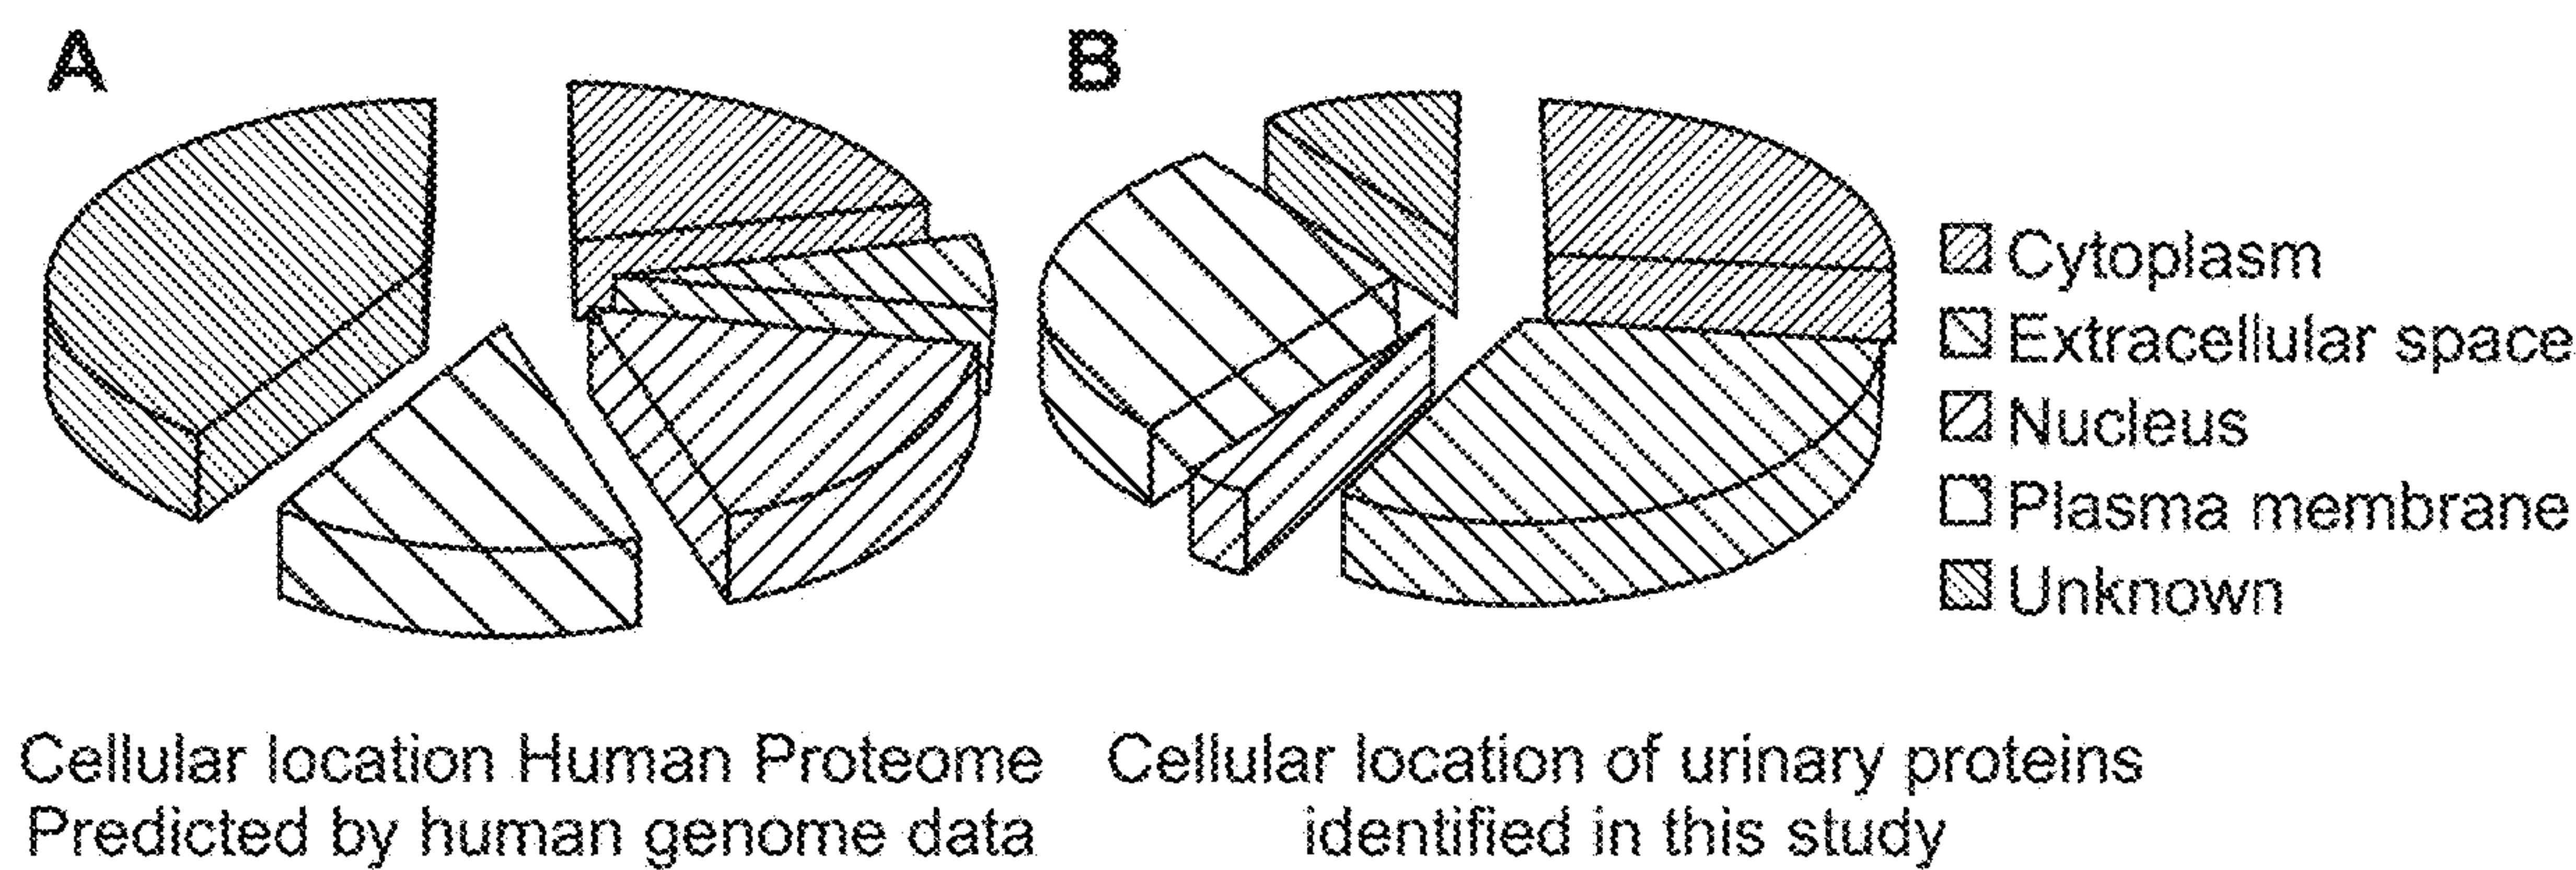 A
B
Cytoplasm
Extracellular space
Nucleus
Plasma membrane
Unknown
Cellular location Human Proteome
Predicted by human genome data
Cellular location of urinary proteins
identified in this study